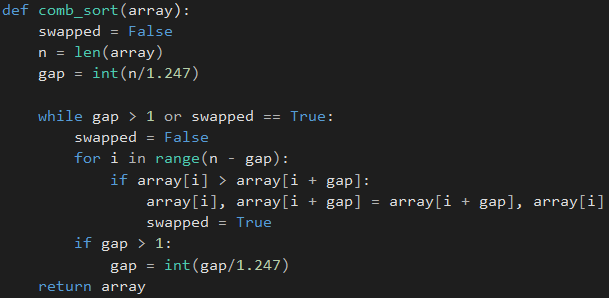 def comb_sort(array):
    swapped = False
    n = len(array)
    gap = int(n/1.247)

    while gap > 1 or swapped == True:
        swapped = False
        for i in range(n - gap):
            if array[i] > array[i + gap]:
                array[i], array[i + gap] = array[i + gap], array[i]
                swapped = True
        if gap > 1:
            gap = int(gap/1.247)
    return array